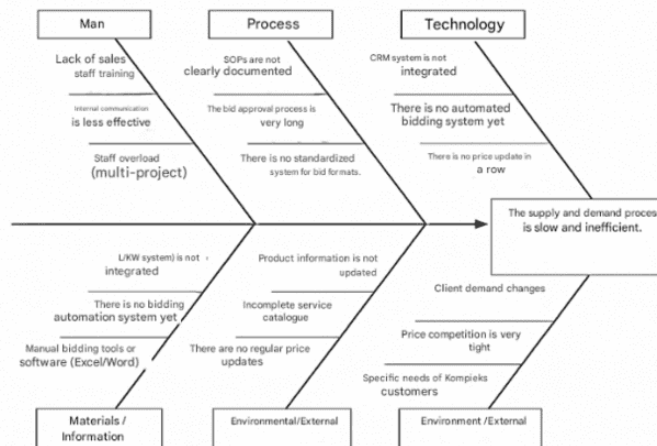 Man
Process
Technology
Lack of sales
staff training
Internal communication
is less effective
Staff overload
(multi-project)
SOPs are not
clearly documented
The bid approval process is
very long
There is no standardized
system for bid formats.
CRM system is not
integrated
There is no automated
bidding system yet
There is no price update in
a row
The supply and demand proces
is slow and inefficient.
L/KW system) is not
integrated
There is no bidding
automation system yet
Manual bidding tools or
software (Excel/Word)
Product information is not
updated
Incomplete service
catalogue
There are no regular price
updates
Client demand changes
Price competition is very
tight
Specific needs of Kompieks
customers
Materials /
Information
Environmental/External
Environment /External